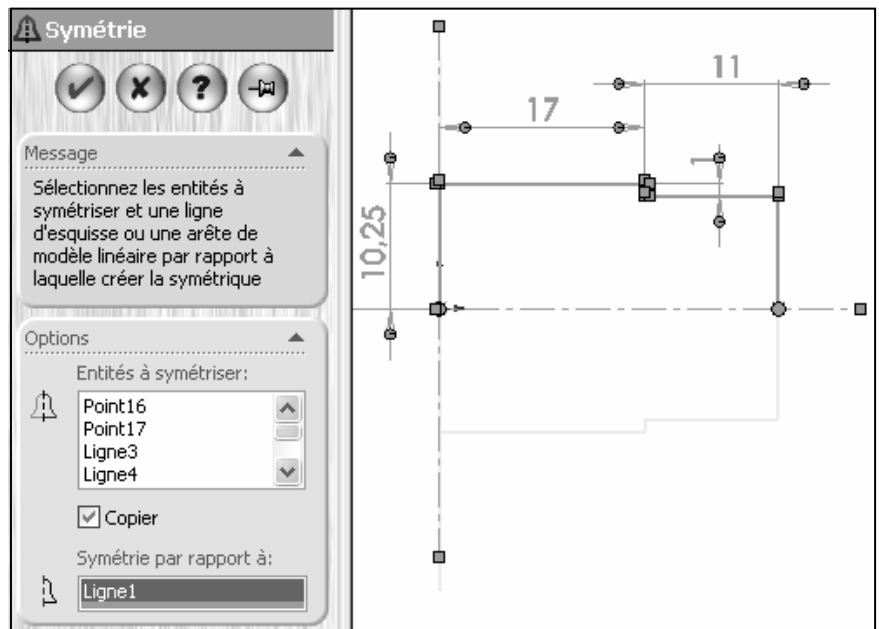 Symétrie
?
Message
Sélectionnez les entités à
symétriser et une ligne
d'esquisse ou une arête de
modèle linéaire par rapport à
laquelle créer la symétrique
Options
Entités à symétriser:
Point16
Point17
Ligne3
Ligne4
Copier
Symétrie par rapport à:
Ligne1
11
17
1
10,25